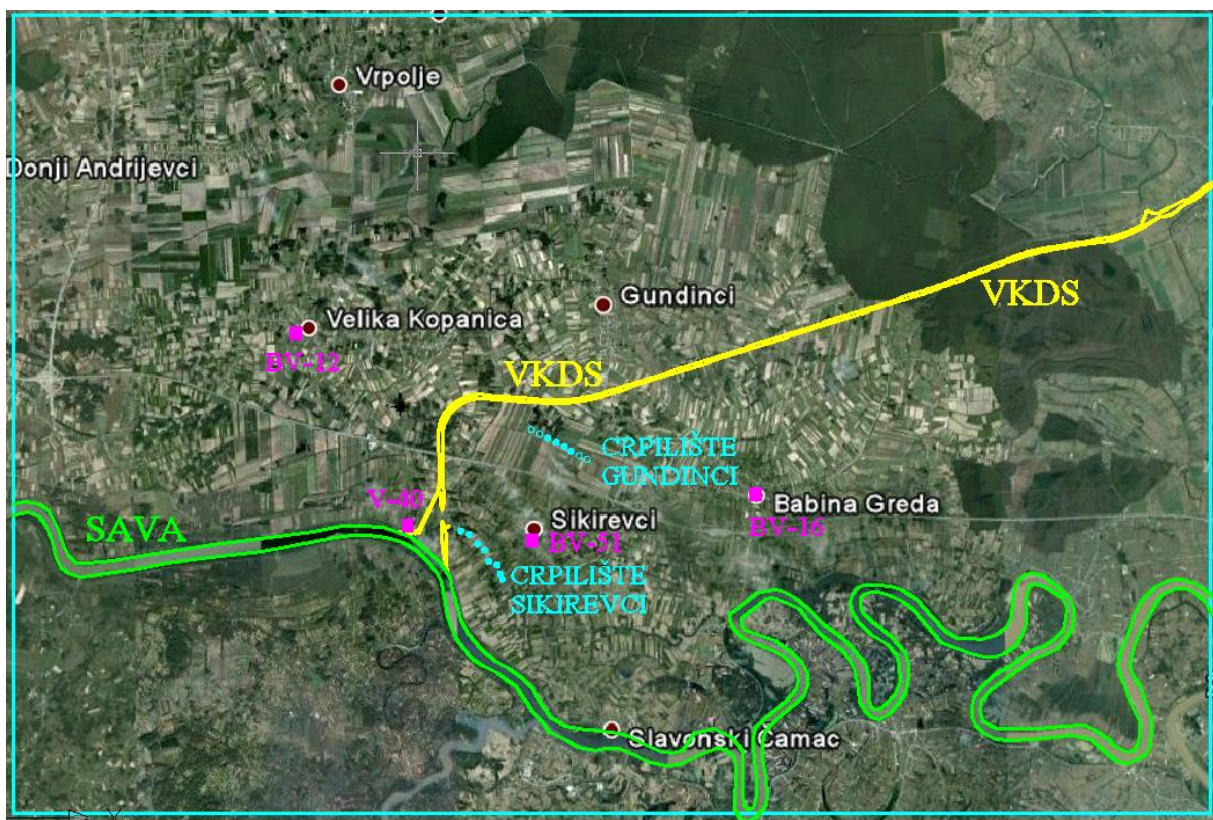 Vrpolje
Donji Andrijevci
Gundinci
VKDS
Velika Kopanica
BV-12
VKDS
CRPILIŠTE
GUNDINCI
V-40
Babina Greda
SAVA
Sikirevci
BV-16
BV-51
CRPILIŠTE
SIKIREVCI
Slavonski Čamac